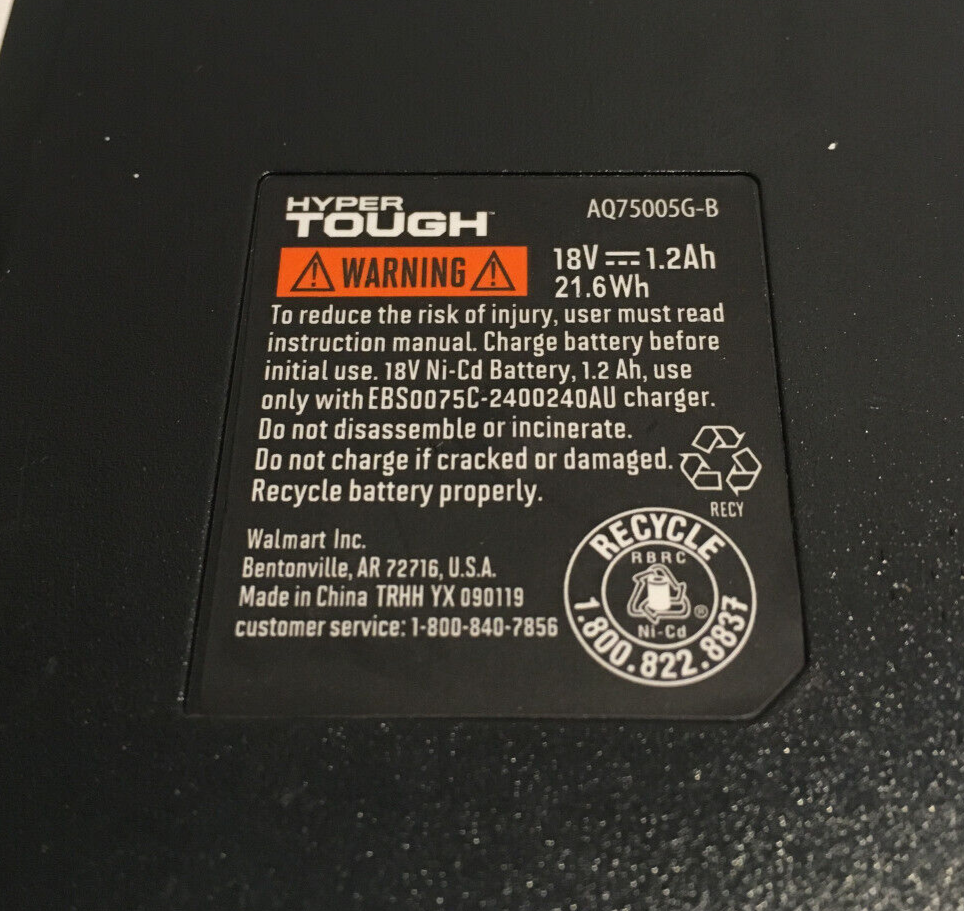 HYPER
TOUGH™
AQ75005G-B
WARNING
18V ⎓ 1.2Ah
21.6Wh
To reduce the risk of injury, user must read
instruction manual. Charge battery before
initial use. 18V Ni-Cd Battery, 1.2 Ah, use
only with EBS0075C-2400240AU charger.
Do not disassemble or incinerate.
Do not charge if cracked or damaged.
Recycle battery properly.
RECY
Walmart Inc.
Bentonville, AR 72716, U.S.A.
Made in China TRHH YX 090119
customer service: 1-800-840-7856
RECYCLE
RBRC
®
Ni-Cd
1.800.822.8837